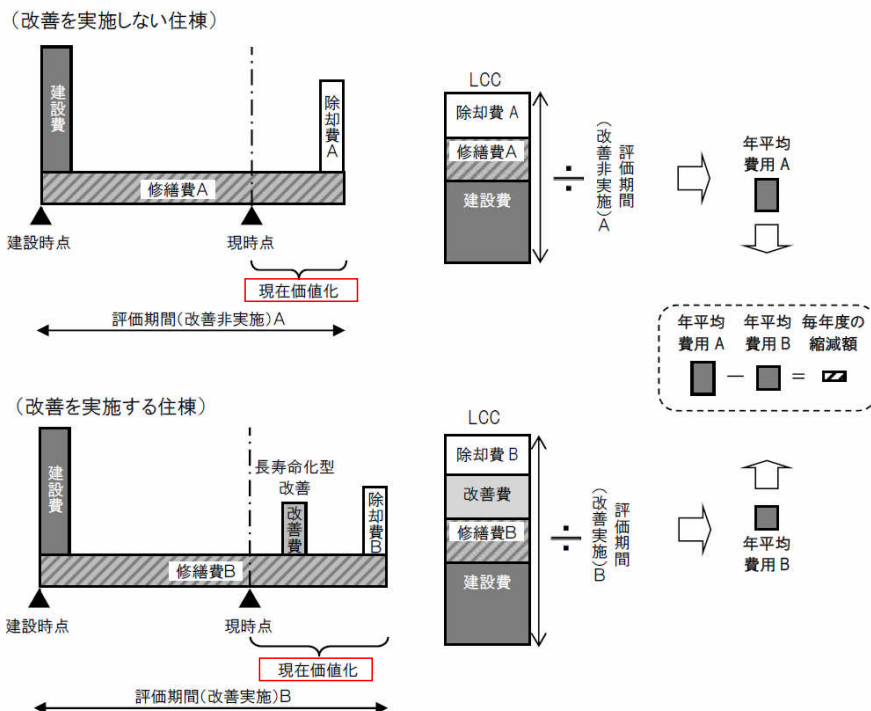 (改善を実施しない住棟)
建設費
除却費A
修繕費A
建設時点
現時点
現在価値化
評価期間(改善非実施)A
LCC
除却費A
修繕費A
建設費
÷
評価期間
(改善非実施)A
年平均
費用A
年平均
費用A
年平均
費用B
毎年度の
縮減額
－
=
(改善を実施する住棟)
建設費
長寿命化型
改善
改善費
除却費B
修繕費B
建設時点
現時点
現在価値化
評価期間(改善実施)B
LCC
除却費B
改善費
修繕費B
建設費
÷
評価期間
(改善実施)B
年平均
費用B